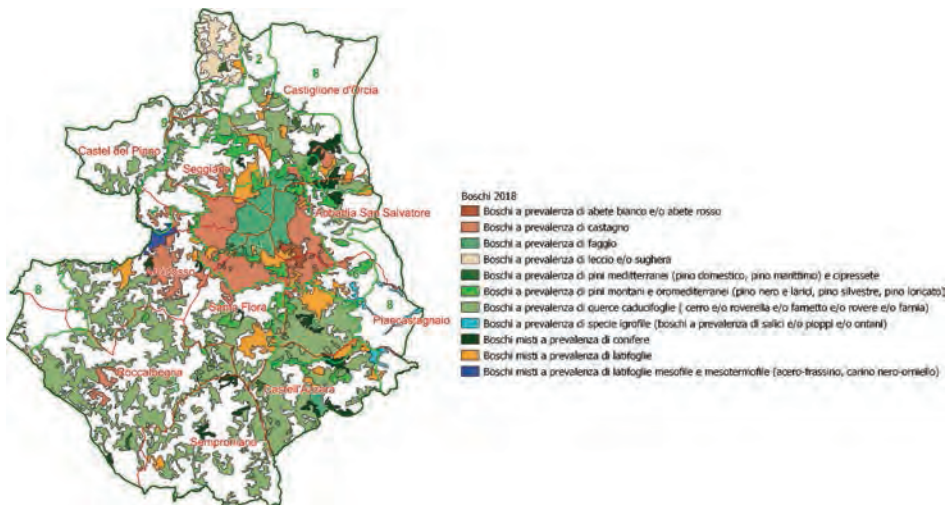 2
8
Castiglione d'Orcia
9
Castel del Piano
Seggiano
Abbadia San Salvatore
Arcidosso
8
Santa Fiora
8
Piancastagnaio
Roccalbegna
Castell'Azzara
Semproniano
Boschi 2018
Boschi a prevalenza di abete bianco e/o abete rosso
Boschi a prevalenza di castagno
Boschi a prevalenza di faggio
Boschi a prevalenza di leccio e/o sughera
Boschi a prevalenza di pini meditteranei (pino domestico, pino marittimo) e cipressete
Boschi a prevalenza di pini montani e oromediterranei (pino nero e larici, pino silvestre, pino loricato)
Boschi a prevalenza di querce caducifoglie ( cerro e/o roverella e/o farnetto e/o rovere e/o farnia)
Boschi a prevalenza di specie igrofile (boschi a prevalenza di salici e/o pioppi e/o ontani)
Boschi misti a prevalenza di conifere
Boschi misti a prevalenza di latifoglie
Boschi misti a prevalenza di latifoglie mesofile e mesotermofile (acero-frassino, carpino nero-orniello)